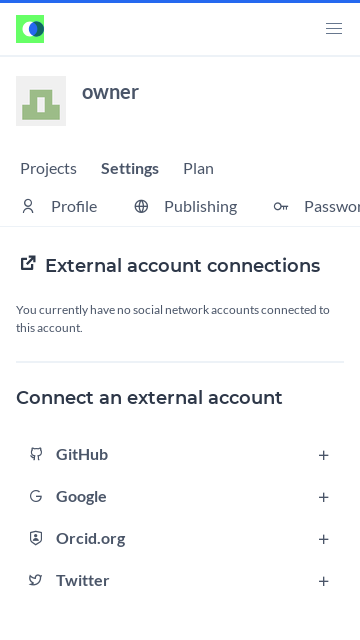 owner
Projects Settings Plan
Profile Publishing Passwor
External account connections
You currently have no social network accounts connected to
this account.
Connect an external account
GitHub +
Google +
Orcid.org +
Twitter +